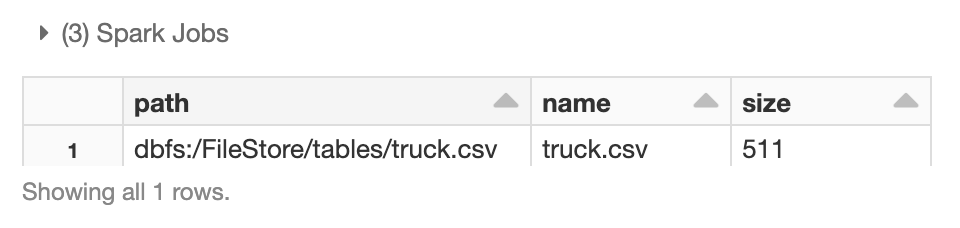 (3) Spark Jobs
path name size
1 dbfs:/FileStore/tables/truck.csv truck.csv 511
Showing all 1 rows.